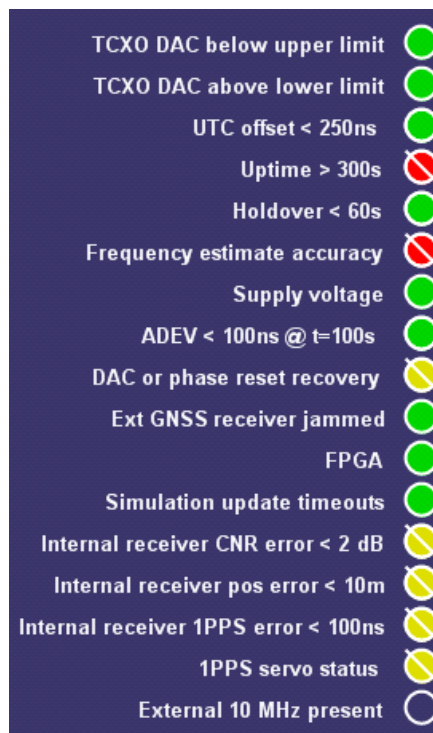 TCXO DAC below upper limit
TCXO DAC above lower limit
UTC offset < 250ns
Uptime > 300s
Holdover < 60s
Frequency estimate accuracy
Supply voltage
ADEV < 100ns @ t=100s
DAC or phase reset recovery
Ext GNSS receiver jammed
FPGA
Simulation update timeouts
Internal receiver CNR error < 2 dB
Internal receiver pos error < 10m
Internal receiver 1PPS error < 100ns
1PPS servo status
External 10 MHz present